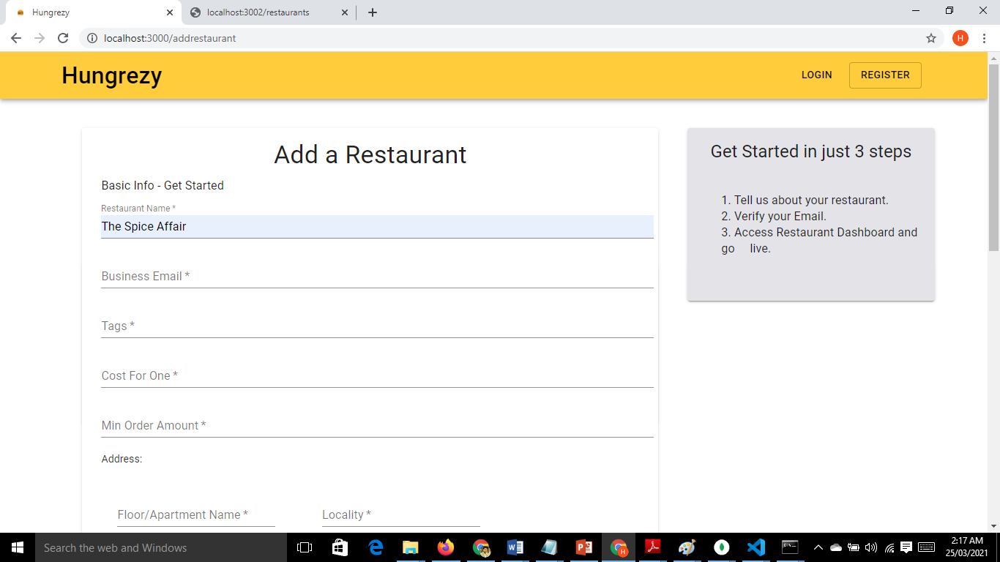 Hungrezy
localhost:3002/restaurants
localhost:3000/addrestaurant
H
Hungrezy
LOGIN
REGISTER
Add a Restaurant
Basic Info - Get Started
Restaurant Name *
The Spice Affair
Business Email *
Tags *
Cost For One *
Min Order Amount *
Address:
Floor/Apartment Name *
Locality *
Get Started in just 3 steps
1. Tell us about your restaurant.
2. Verify your Email.
3. Access Restaurant Dashboard and
go live.
Search the web and Windows
2:17 AM
25/03/2021